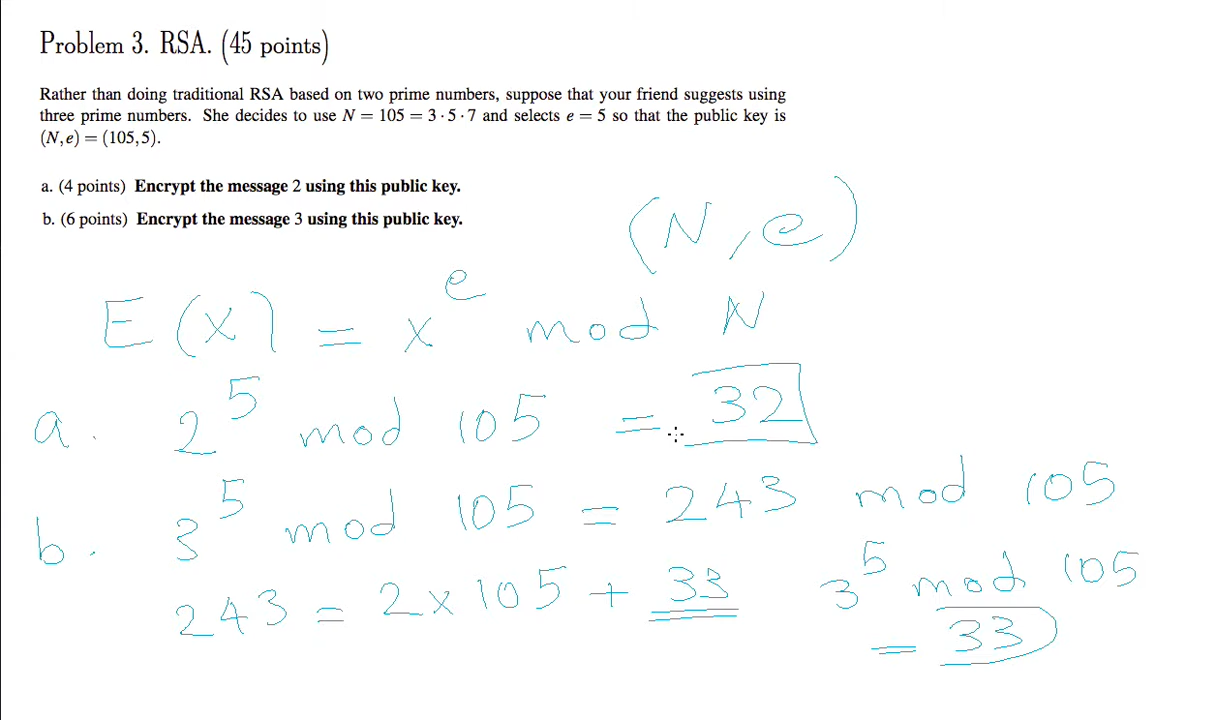 Problem 3. RSA. (45 points)
Rather than doing traditional RSA based on two prime numbers, suppose that your friend suggests using
three prime numbers. She decides to use N = 105 = 3 · 5 · 7 and selects e = 5 so that the public key is
(N,e) = (105,5).
a. (4 points) Encrypt the message 2 using this public key.
b. (6 points) Encrypt the message 3 using this public key.
(N, e)
E(x) = x^e mod N
a. 2^5 mod 105 = 32
b. 3^5 mod 105 = 243 mod 105
243 = 2 x 105 + 33
3^5 mod 105
= 33